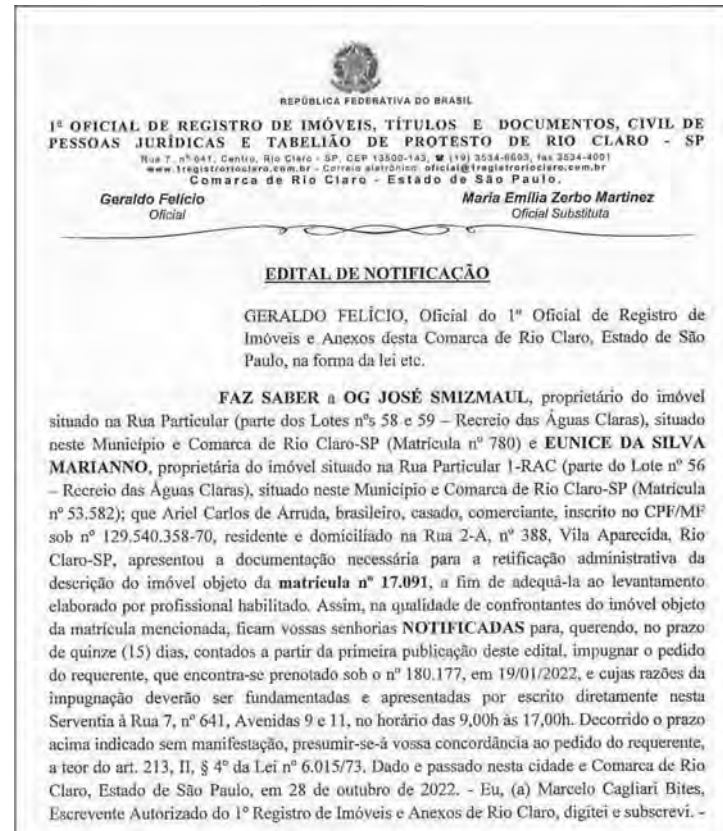 REPÚBLICA FEDERATIVA DO BRASIL
1º OFICIAL DE REGISTRO DE IMÓVEIS, TÍTULOS E DOCUMENTOS, CIVIL DE
PESSOAS JURÍDICAS E TABELIÃO DE PROTESTO DE RIO CLARO - SP
Rua 7, nº 641, Centro, Rio Claro - SP, CEP 13500-143, ☎ (19) 3534-6603, fax 3534-4001
www.1registrorioclaro.com.br - Correio eletrônico: oficial@1registrorioclaro.com.br
Comarca de Rio Claro - Estado de São Paulo.
Geraldo Felício Maria Emília Zerbo Martinez
Oficial Oficial Substituta
EDITAL DE NOTIFICAÇÃO
GERALDO FELÍCIO, Oficial do 1º Oficial de Registro de
Imóveis e Anexos desta Comarca de Rio Claro, Estado de São
Paulo, na forma da lei etc.
FAZ SABER a OG JOSÉ SMIZMAUL, proprietário do imóvel
situado na Rua Particular (parte dos Lotes nºs 58 e 59 – Recreio das Águas Claras), situado
neste Município e Comarca de Rio Claro-SP (Matrícula nº 780) e EUNICE DA SILVA
MARIANNO, proprietária do imóvel situado na Rua Particular 1-RAC (parte do Lote nº 56
– Recreio das Águas Claras), situado neste Município e Comarca de Rio Claro-SP (Matrícula
nº 53.582); que Ariel Carlos de Arruda, brasileiro, casado, comerciante, inscrito no CPF/MF
sob nº 129.540.358-70, residente e domiciliado na Rua 2-A, nº 388, Vila Aparecida, Rio
Claro-SP, apresentou a documentação necessária para a retificação administrativa da
descrição do imóvel objeto da matrícula nº 17.091, a fim de adequá-la ao levantamento
elaborado por profissional habilitado. Assim, na qualidade de confrontantes do imóvel objeto
da matrícula mencionada, ficam vossas senhorias NOTIFICADAS para, querendo, no prazo
de quinze (15) dias, contados a partir da primeira publicação deste edital, impugnar o pedido
do requerente, que encontra-se prenotado sob o nº 180.177, em 19/01/2022, e cujas razões da
impugnação deverão ser fundamentadas e apresentadas por escrito diretamente nesta
Serventia à Rua 7, nº 641, Avenidas 9 e 11, no horário das 9,00h às 17,00h. Decorrido o prazo
acima indicado sem manifestação, presumir-se-á vossa concordância ao pedido do requerente,
a teor do art. 213, II, § 4º da Lei nº 6.015/73. Dado e passado nesta cidade e Comarca de Rio
Claro, Estado de São Paulo, em 28 de outubro de 2022. - Eu, (a) Marcelo Cagliari Bites,
Escrevente Autorizado do 1º Registro de Imóveis e Anexos de Rio Claro, digitei e subscrevi. -